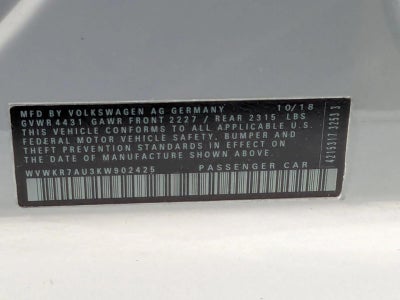 MFD BY VOLKSWAGEN AG GERMANY 10/18
GVWR 4431 GAWR FRONT 2227 / REAR 2315 LBS
THIS VEHICLE CONFORMS TO ALL APPLICABLE U.S.
FEDERAL MOTOR VEHICLE SAFETY, BUMPER, AND
THEFT PREVENTION STANDARDS IN EFFECT ON THE
DATE OF MANUFACTURE SHOWN ABOVE.
WVWKR7AU3KW902425 PASSENGER CAR